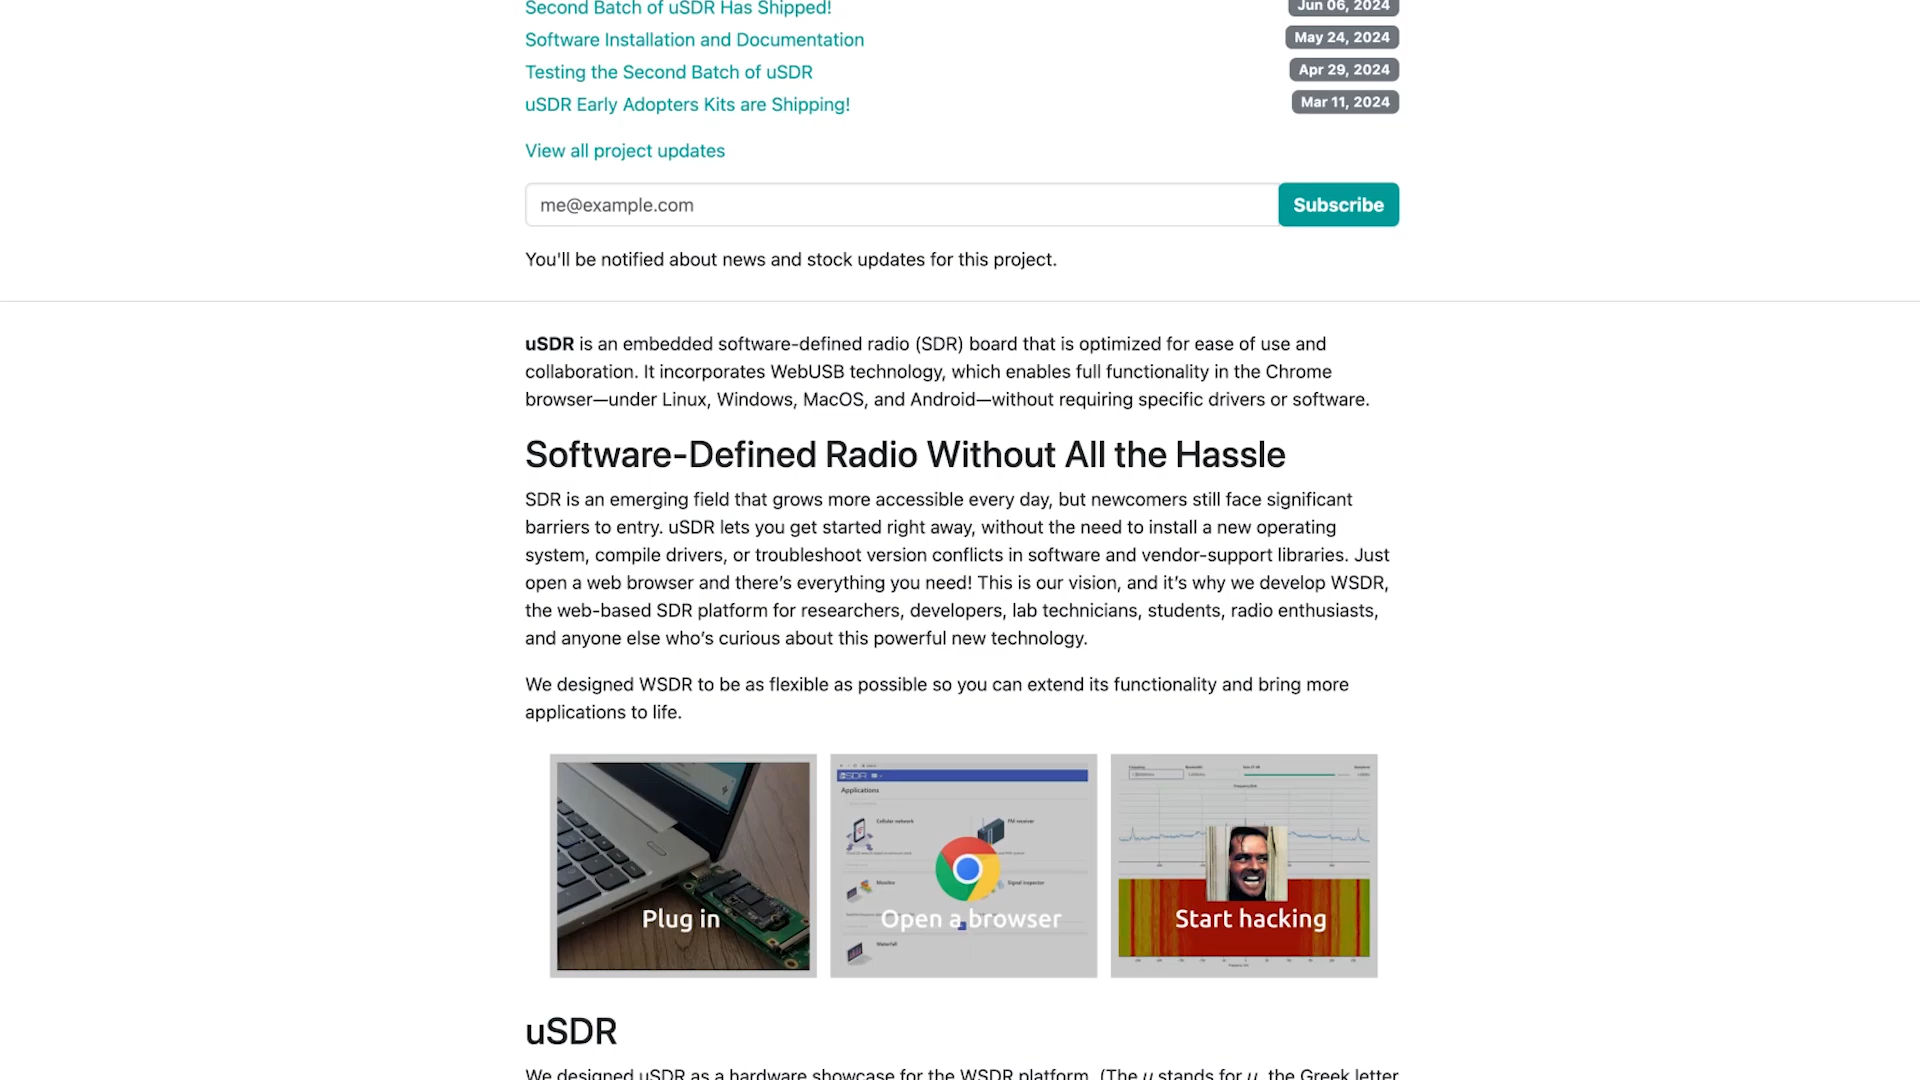 Second Batch of uSDR Has Shipped!
Jun 06, 2024
Software Installation and Documentation
May 24, 2024
Testing the Second Batch of uSDR
Apr 29, 2024
uSDR Early Adopters Kits are Shipping!
Mar 11, 2024
View all project updates
me@example.com
Subscribe
You'll be notified about news and stock updates for this project.
uSDR is an embedded software-defined radio (SDR) board that is optimized for ease of use and
collaboration. It incorporates WebUSB technology, which enables full functionality in the Chrome
browser—under Linux, Windows, MacOS, and Android—without requiring specific drivers or software.
Software-Defined Radio Without All the Hassle
SDR is an emerging field that grows more accessible every day, but newcomers still face significant
barriers to entry. uSDR lets you get started right away, without the need to install a new operating
system, compile drivers, or troubleshoot version conflicts in software and vendor-support libraries. Just
open a web browser and there’s everything you need! This is our vision, and it’s why we develop WSDR,
the web-based SDR platform for researchers, developers, lab technicians, students, radio enthusiasts,
and anyone else who’s curious about this powerful new technology.
We designed WSDR to be as flexible as possible so you can extend its functionality and bring more
applications to life.
Plug in
Applications
Cellular network
FM receiver
Monitor
Signal inspector
Waterfall
Open a browser
Start hacking
uSDR
We designed uSDR as a hardware showcase for the WSDR platform. (The u stands for μ, the Greek letter